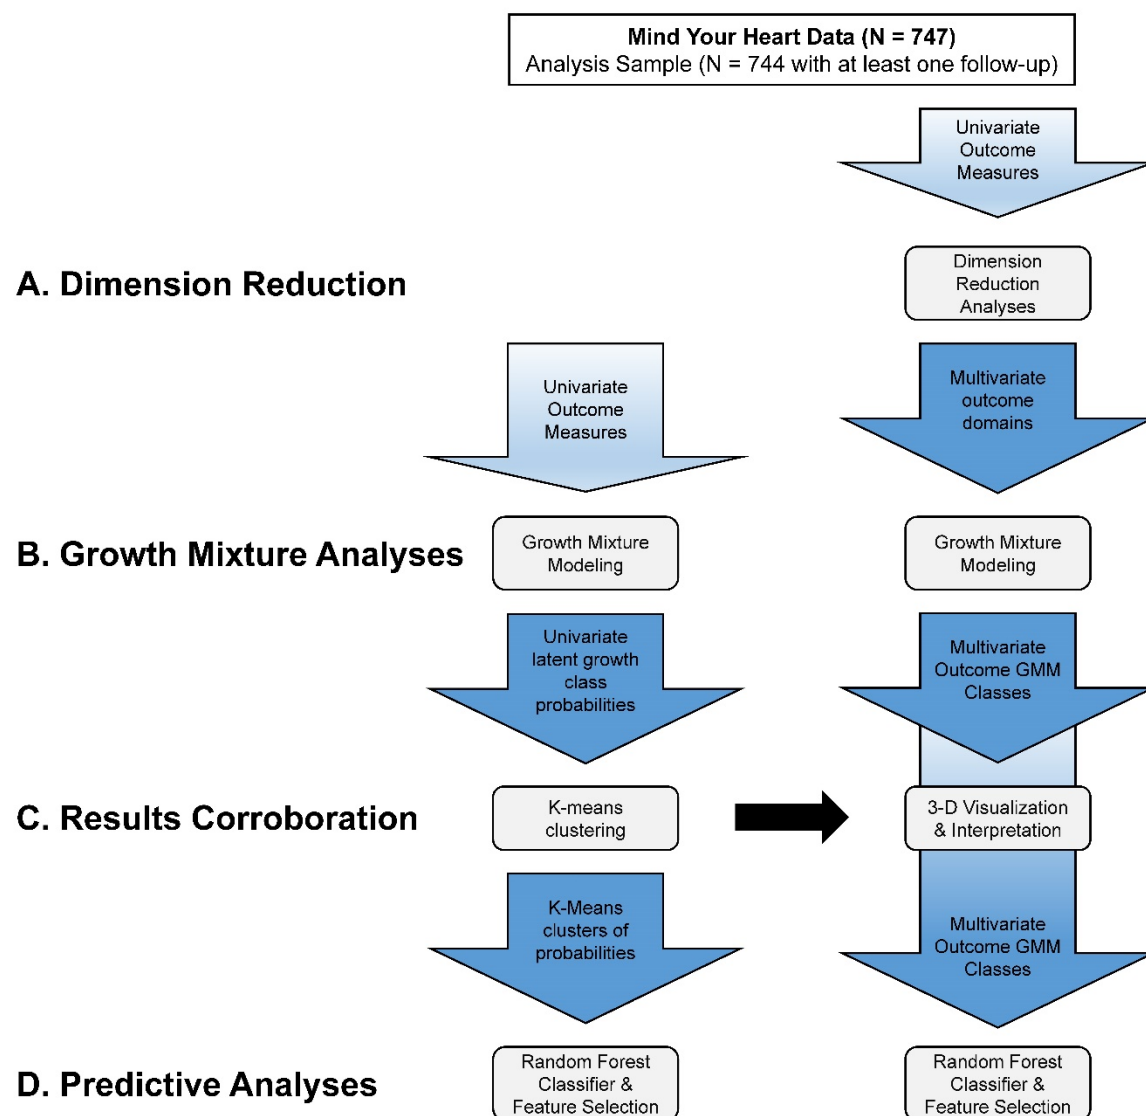 Mind Your Heart Data (N = 747)
Analysis Sample (N = 744 with at least one follow-up)
Univariate
Outcome
Measures
A. Dimension Reduction
Dimension
Reduction
Analyses
Univariate
Outcome
Measures
Multivariate
outcome
domains
B. Growth Mixture Analyses
Growth Mixture
Modeling
Growth Mixture
Modeling
Univariate
latent growth
class
probabilities
Multivariate
Outcome GMM
Classes
C. Results Corroboration
K-means
clustering
3-D Visualization
& Interpretation
K-Means
clusters of
probabilities
Multivariate
Outcome GMM
Classes
D. Predictive Analyses
Random Forest
Classifier &
Feature Selection
Random Forest
Classifier &
Feature Selection